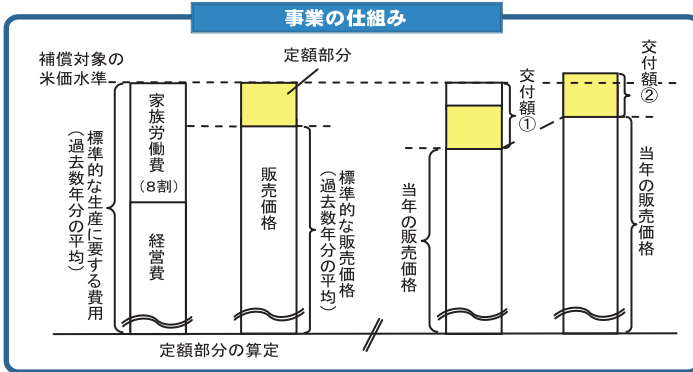 事業の仕組み
補償対象の
米価水準
定額部分
標準的な生産に要する費用
(過去数年分の平均)
家族労働費
(8割)
経営費
販売価格
標準的な販売価格
(過去数年分の平均)
当年の販売価格
交付額①
交付額②
当年の販売価格
定額部分の算定